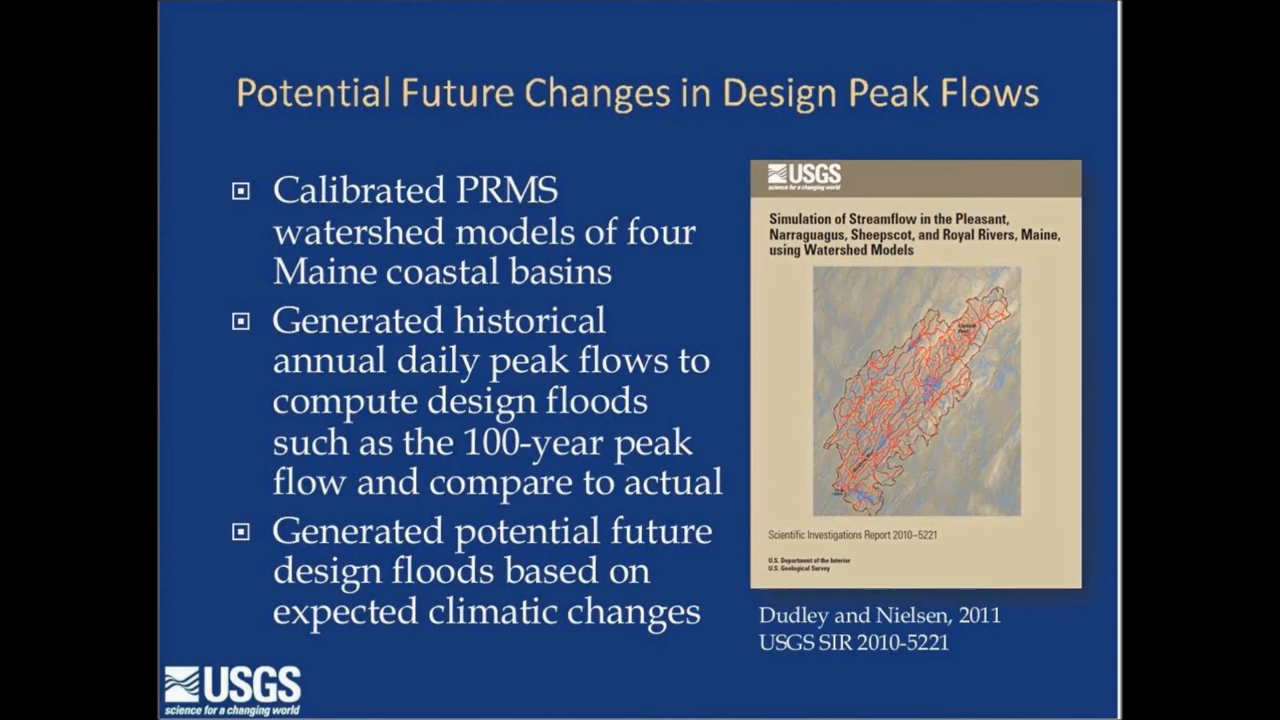 Potential Future Changes in Design Peak Flows
Calibrated PRMS
watershed models of four
Maine coastal basins
Generated historical
annual daily peak flows to
compute design floods
such as the 100-year peak
flow and compare to actual
Generated potential future
design floods based on
expected climatic changes
USGS
science for a changing world
Simulation of Streamflow in the Pleasant,
Narraguagus, Sheepscot, and Royal Rivers, Maine,
using Watershed Models
Scientific Investigations Report 2010–5221
U.S. Department of the Interior
U.S. Geological Survey
Dudley and Nielsen, 2011
USGS SIR 2010-5221
USGS
science for a changing world